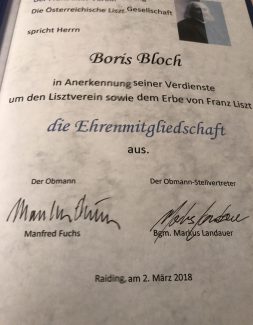 Die Österreichische Liszt Gesellschaft
spricht Herrn
Boris Bloch
in Anerkennung seiner Verdienste
um den Lisztverein sowie dem Erbe von Franz Liszt
die Ehrenmitgliedschaft
aus.
Der Obmann Der Obmann-Stellvertreter
Manfred Fuchs Bgm. Markus Landauer
Raiding, am 2. März 2018